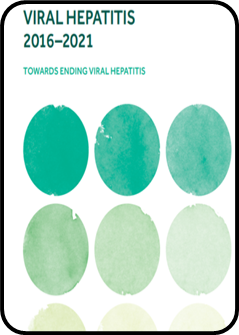 VIRAL HEPATITIS
2016–2021
TOWARDS ENDING VIRAL HEPATITIS